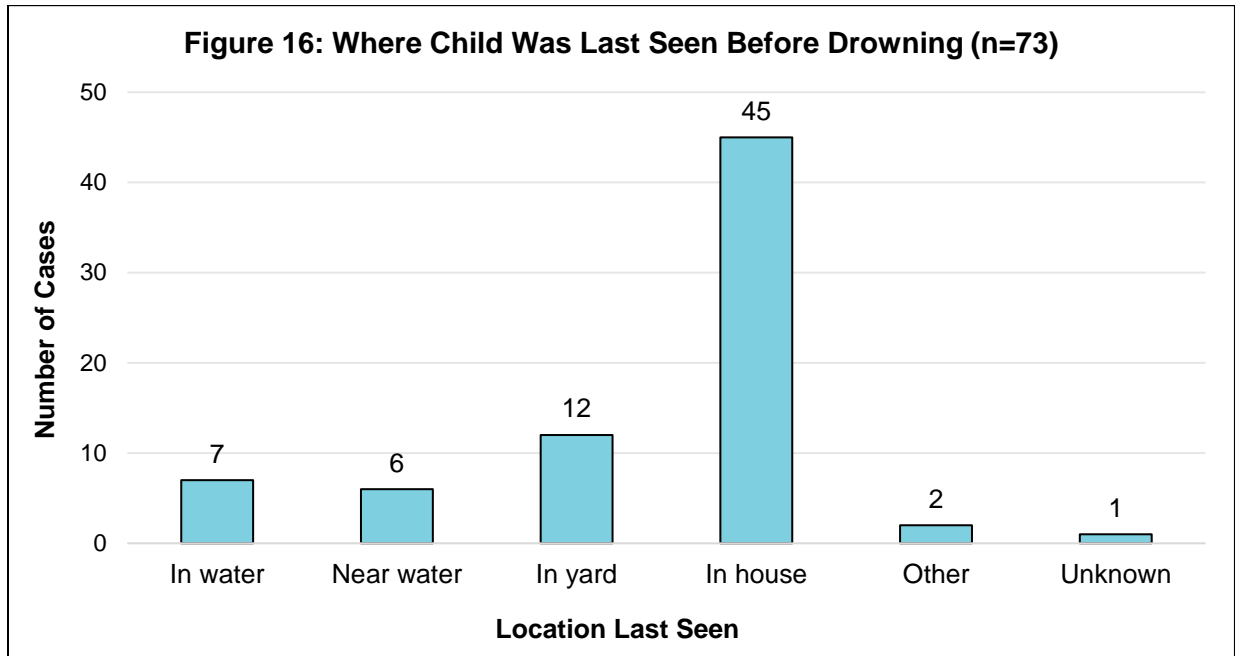 Figure 16: Where Child Was Last Seen Before Drowning (n=73)
Number of Cases
50
40
30
20
10
0
7
6
12
45
2
1
In water
Near water
In yard
In house
Other
Unknown
Location Last Seen